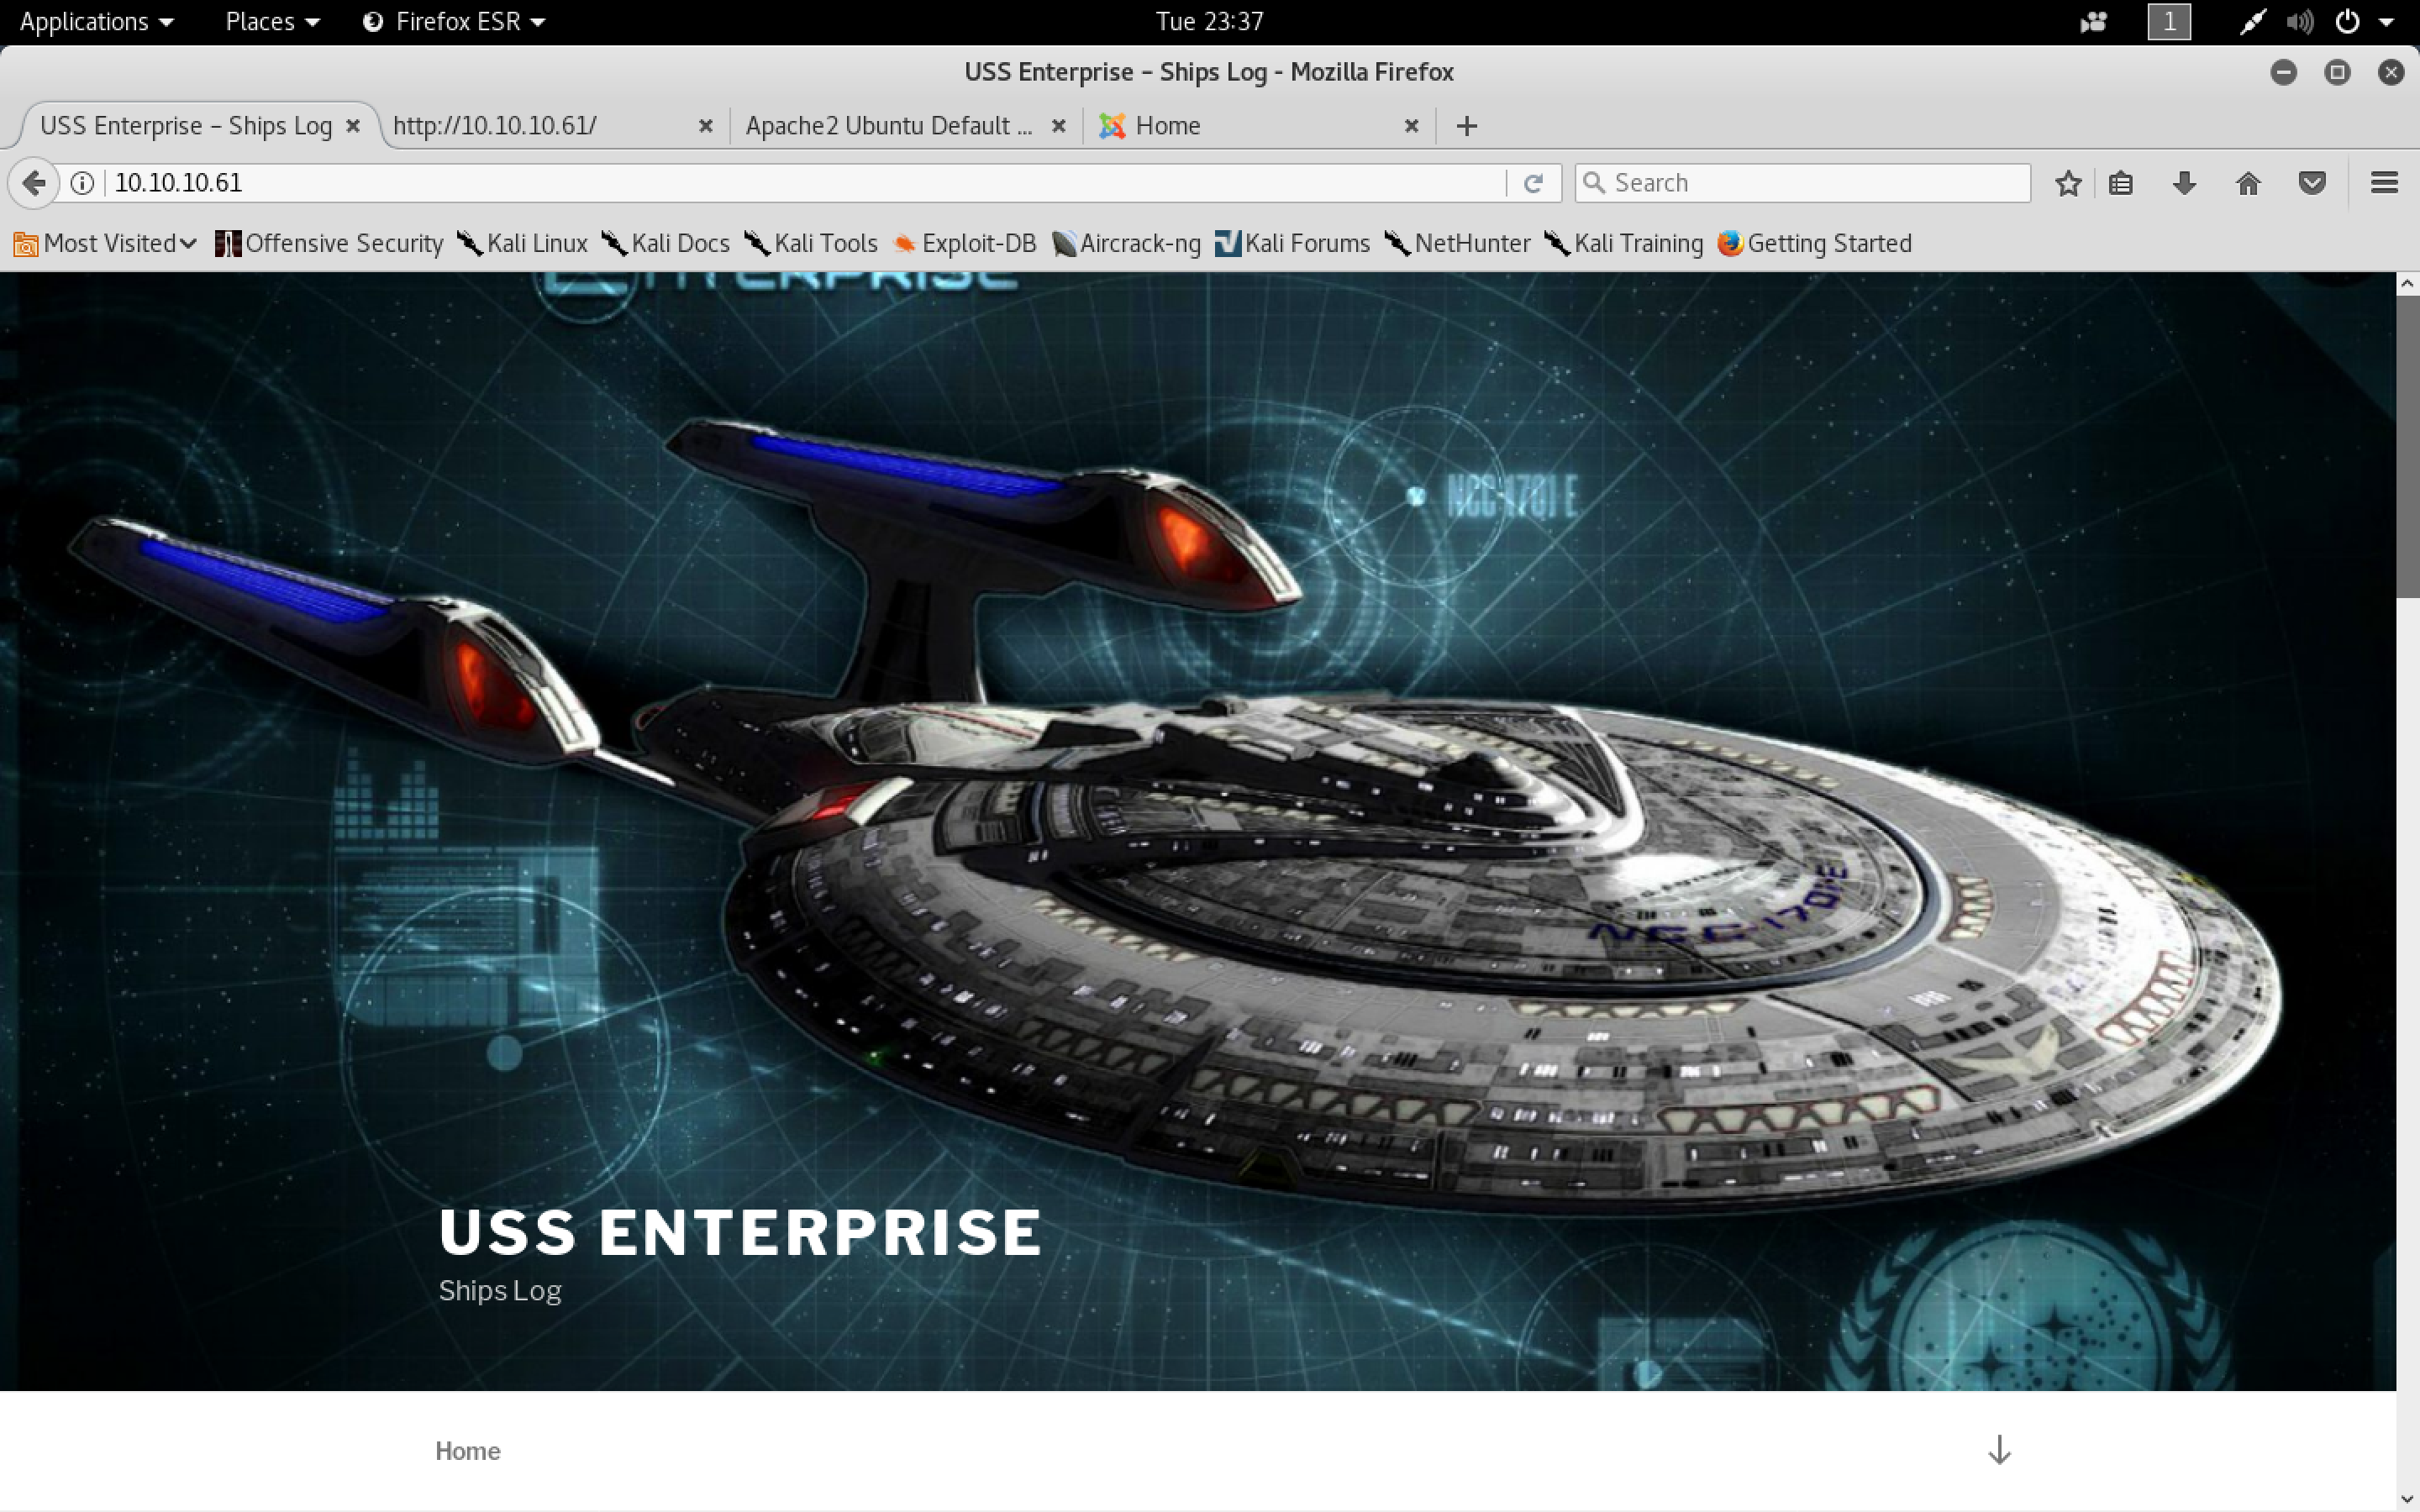 Applications Places Firefox ESR Tue 23:37 1
USS Enterprise – Ships Log - Mozilla Firefox
USS Enterprise – Ships Log http://10.10.10.61/ Apache2 Ubuntu Default ... Home
10.10.10.61 Search
Most Visited Offensive Security Kali Linux Kali Docs Kali Tools Exploit-DB Aircrack-ng Kali Forums NetHunter Kali Training Getting Started
ENTERPRISE
NCC-1701 E
NCC-1701-E
USS ENTERPRISE
Ships Log
Home